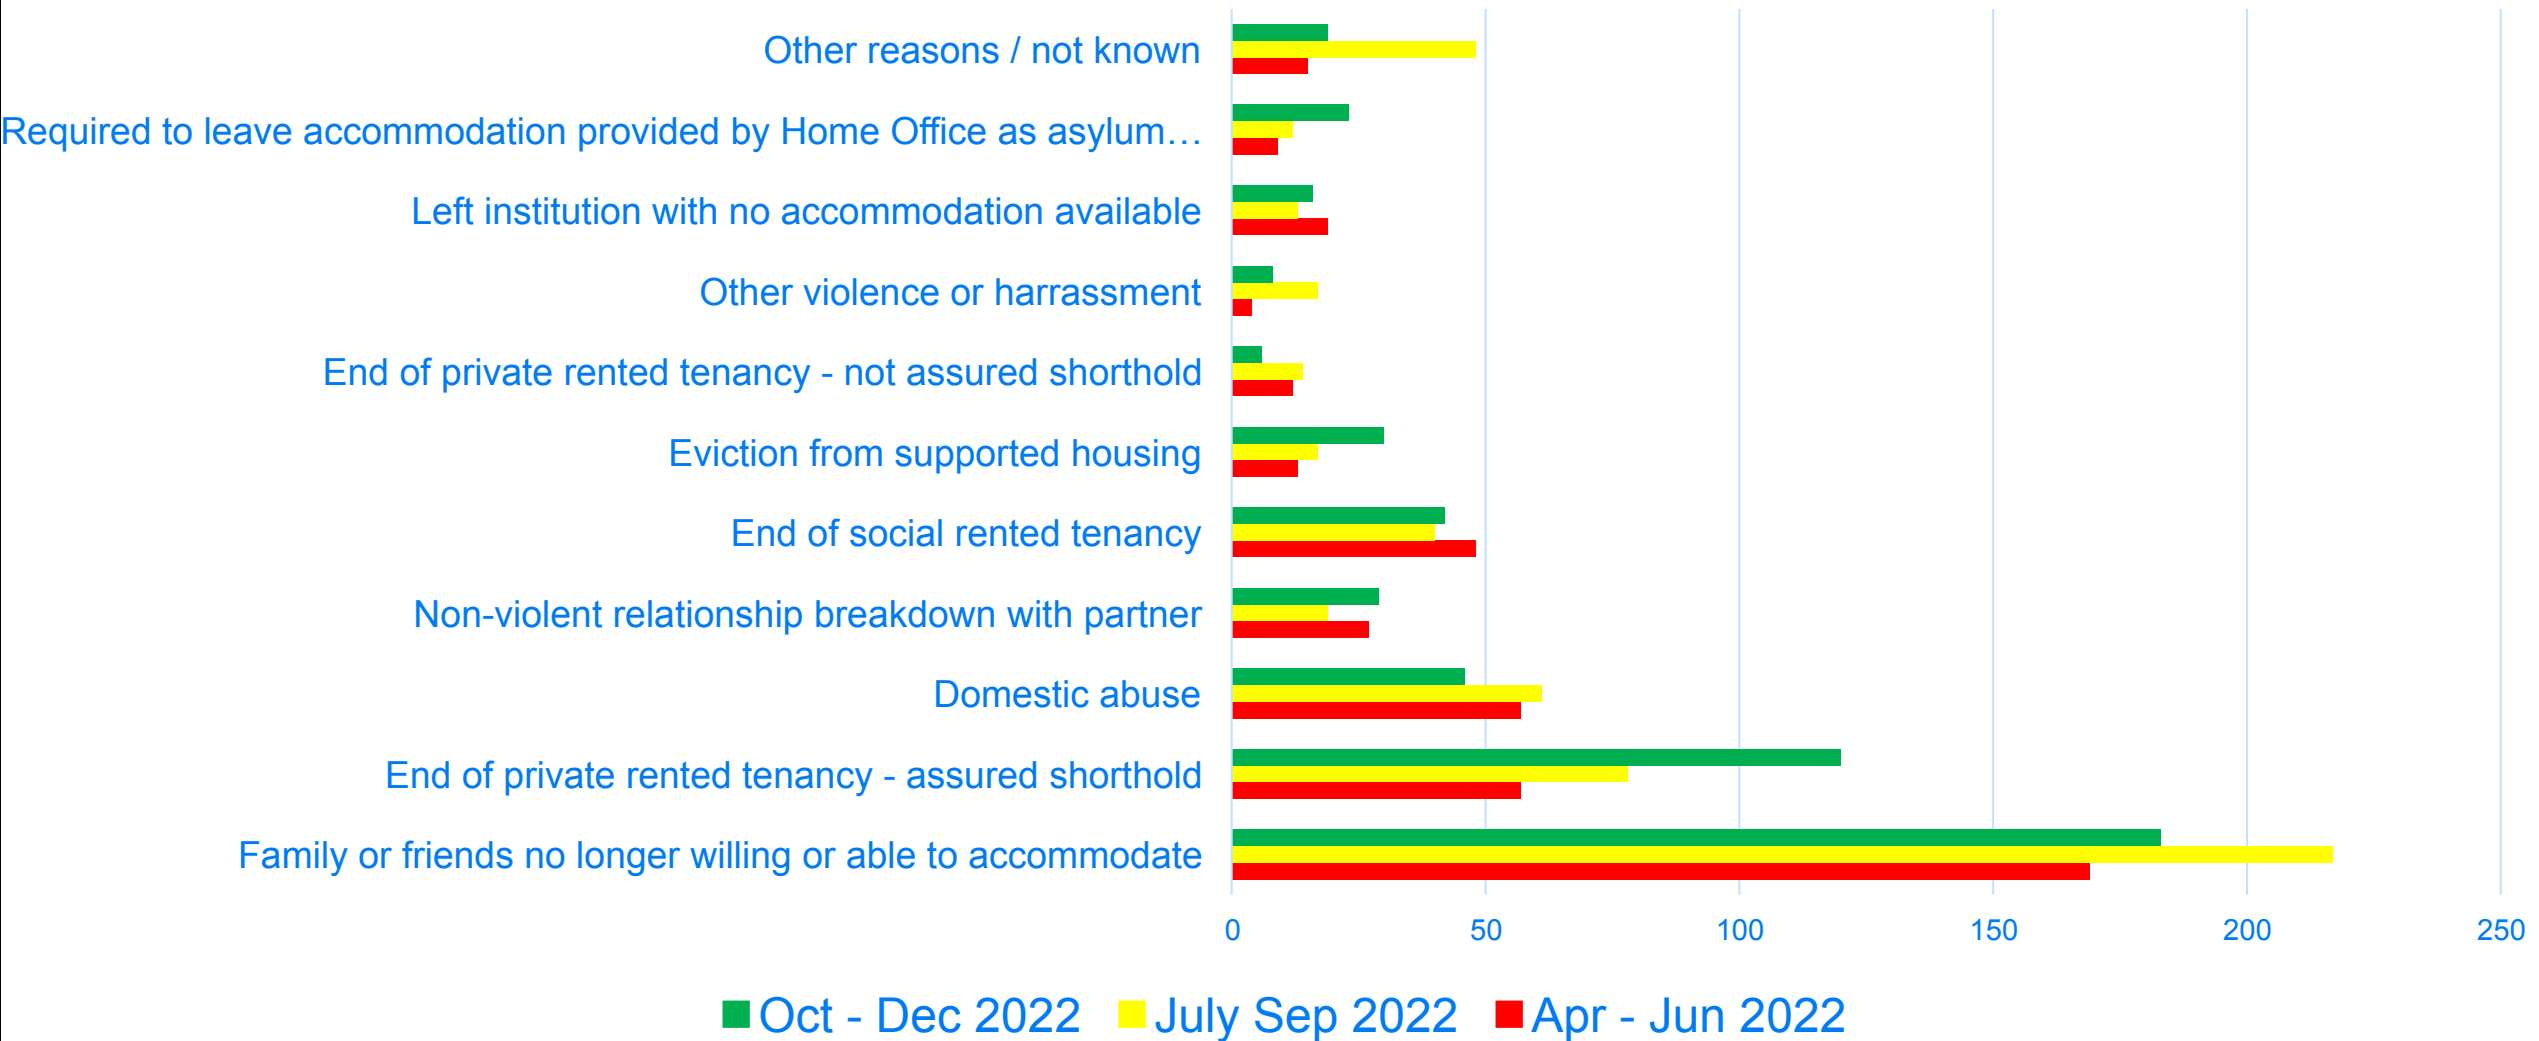 Other reasons / not known
Required to leave accommodation provided by Home Office as asylum…
Left institution with no accommodation available
Other violence or harrassment
End of private rented tenancy - not assured shorthold
Eviction from supported housing
End of social rented tenancy
Non-violent relationship breakdown with partner
Domestic abuse
End of private rented tenancy - assured shorthold
Family or friends no longer willing or able to accommodate
0 50 100 150 200 250
Oct - Dec 2022 July Sep 2022 Apr - Jun 2022